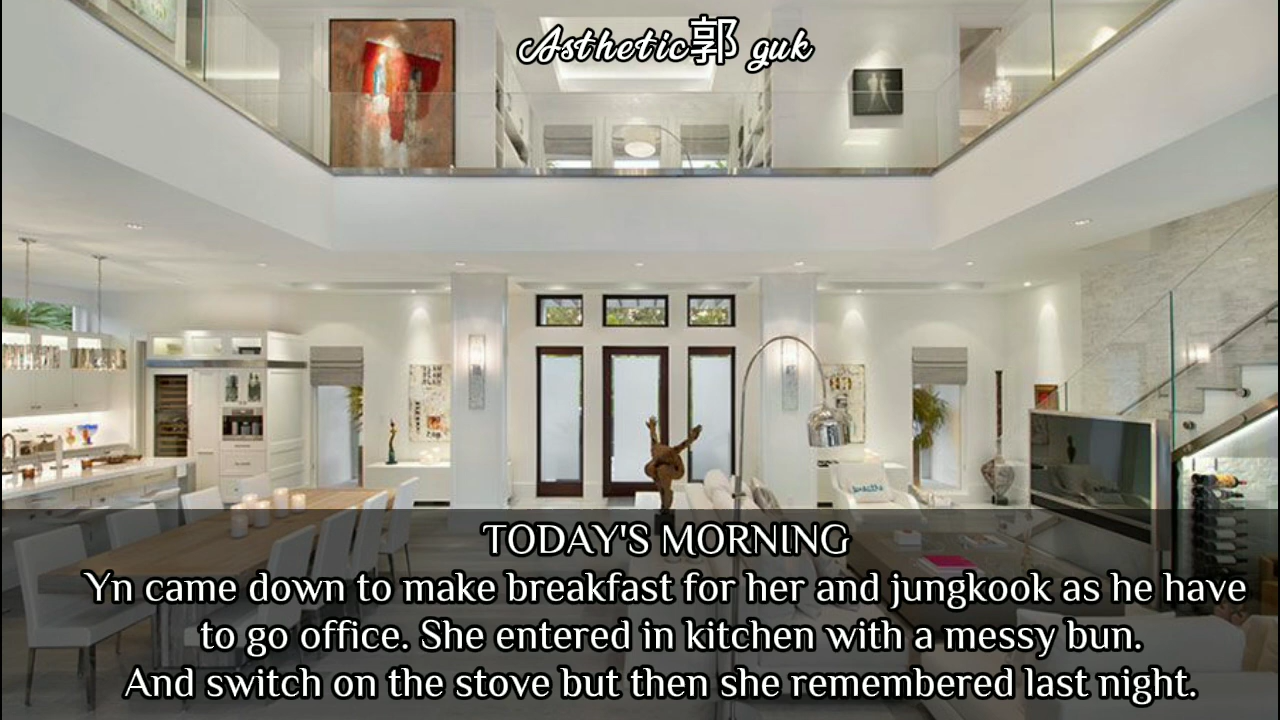 Asthetic郭 guk
breathe
TODAY'S MORNING
Yn came down to make breakfast for her and jungkook as he have
to go office. She entered in kitchen with a messy bun.
And switch on the stove but then she remembered last night.